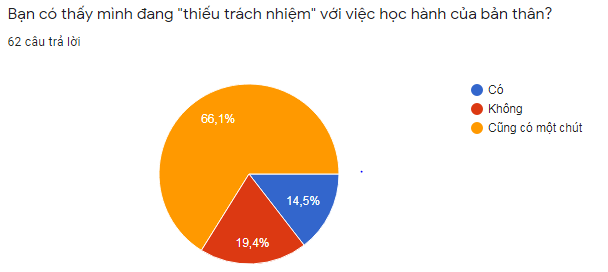 Bạn có thấy mình đang "thiếu trách nhiệm" với việc học hành của bản thân?
62 câu trả lời
Có
Không
Cũng có một chút
66,1%
14,5%
19,4%